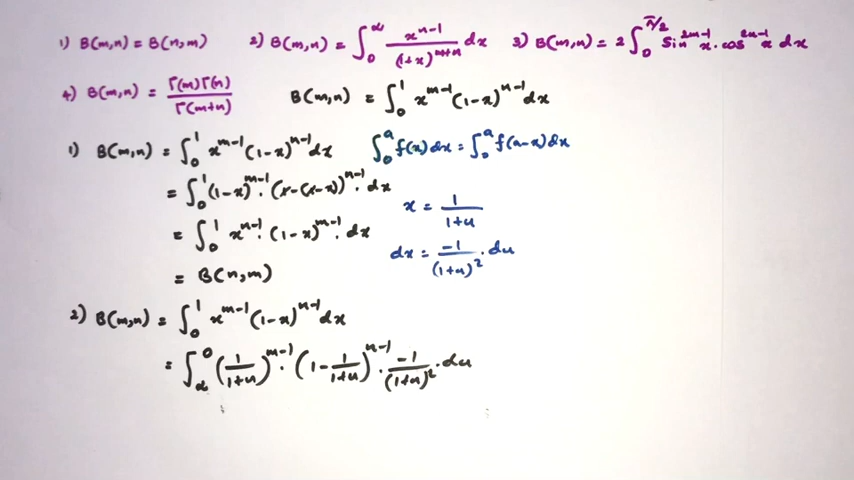 1) B(m,n) = B(n,m) 2) B(m,n) = ∫₀^∝ x^{n-1}/(1+x)^{m+n} dx 3) B(m,n) = 2∫₀^{π/2} Sin^{2m-1}x · cos^{2n-1}x dx
4) B(m,n) = Γ(m)Γ(n)/Γ(m+n) B(m,n) = ∫₀¹ x^{m-1} (1-x)^{n-1} dx
1) B(m,n) = ∫₀¹ x^{m-1} (1-x)^{n-1} dx ∫₀^a f(x) dx = ∫₀^a f(a-x) dx
= ∫₀¹ (1-x)^{m-1} · (1-(1-x))^{n-1} · dx
x = 1/(1+u)
= ∫₀¹ x^{n-1} · (1-x)^{m-1} · dx
dx = -1/(1+u)² · du
= B(n,m)
2) B(m,n) = ∫₀¹ x^{m-1} (1-x)^{n-1} dx
= ∫_∝^0 (1/(1+u))^{m-1} · (1 - 1/(1+u))^{n-1} · -1/(1+u)² · du